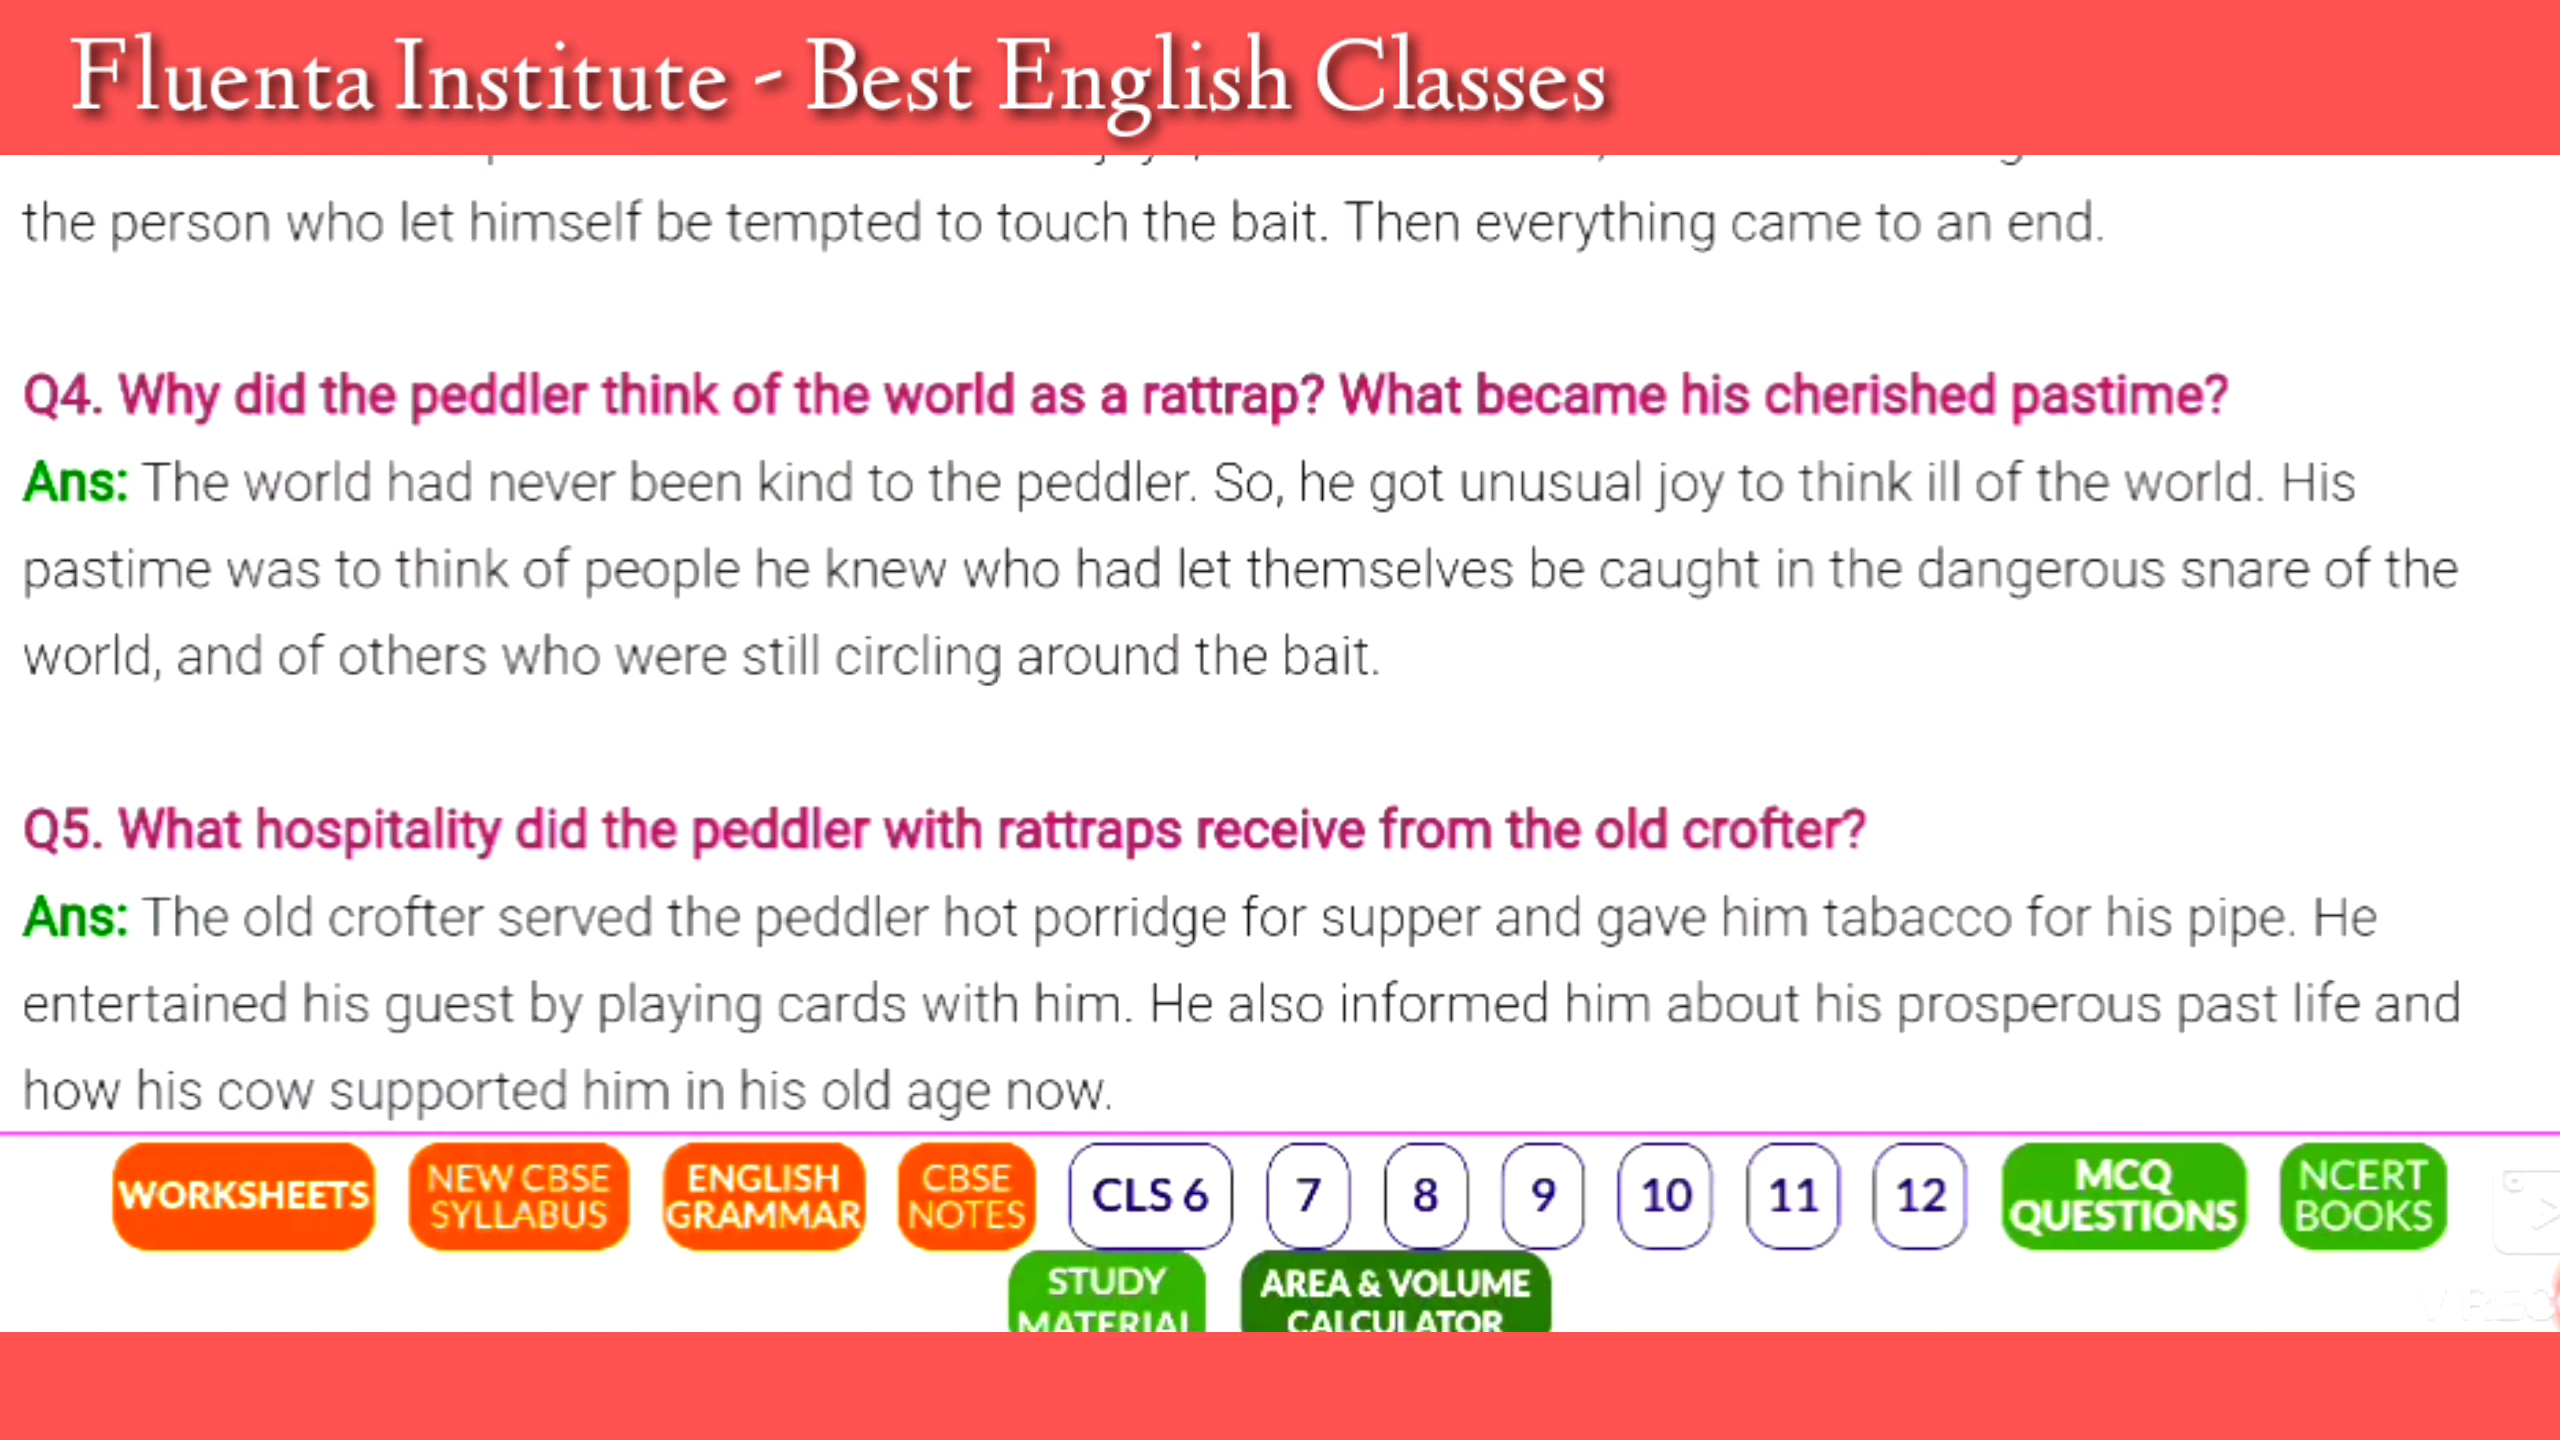 Fluenta Institute - Best English Classes
the person who let himself be tempted to touch the bait. Then everything came to an end.
Q4. Why did the peddler think of the world as a rattrap? What became his cherished pastime?
Ans: The world had never been kind to the peddler. So, he got unusual joy to think ill of the world. His
pastime was to think of people he knew who had let themselves be caught in the dangerous snare of the
world, and of others who were still circling around the bait.
Q5. What hospitality did the peddler with rattraps receive from the old crofter?
Ans: The old crofter served the peddler hot porridge for supper and gave him tabacco for his pipe. He
entertained his guest by playing cards with him. He also informed him about his prosperous past life and
how his cow supported him in his old age now.
WORKSHEETS NEW CBSE SYLLABUS ENGLISH GRAMMAR CBSE NOTES CLS 6 7 8 9 10 11 12 MCQ QUESTIONS NCERT BOOKS
STUDY MATERIAL AREA & VOLUME CALCULATOR